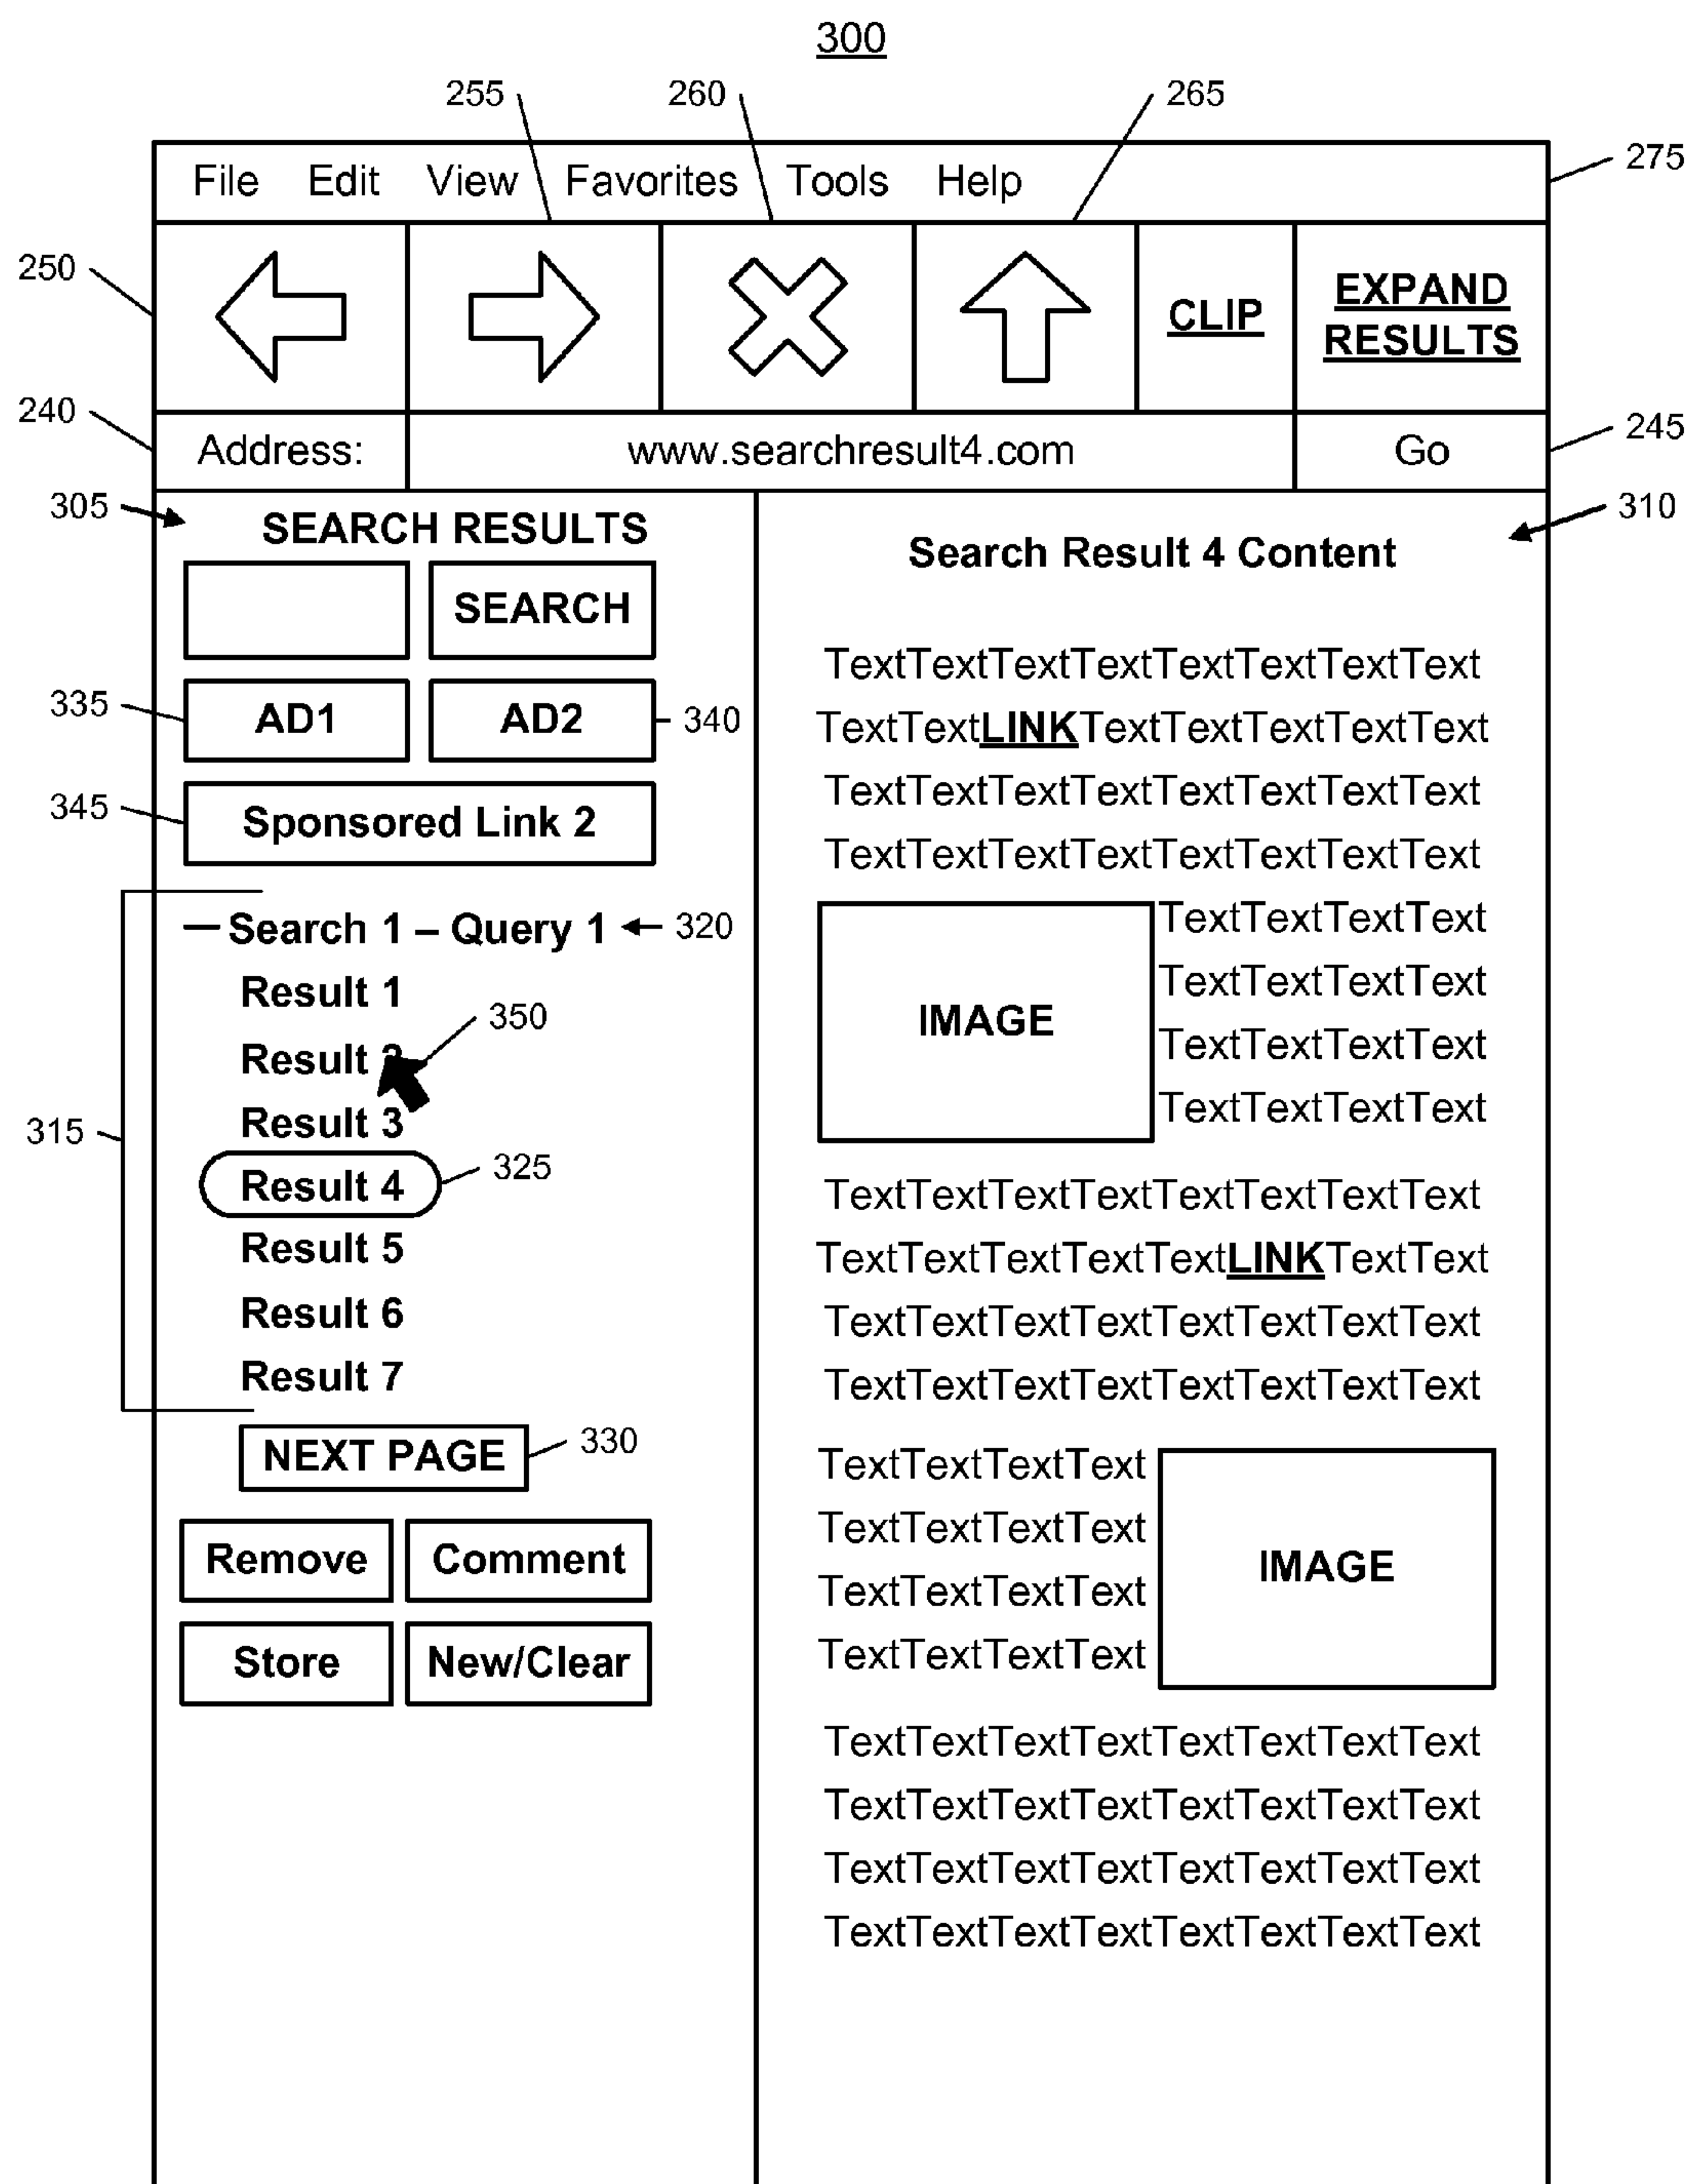 300
255 260 265
275
File Edit View Favorites Tools Help
250
CLIP
EXPAND
RESULTS
240
Address: www.searchresult4.com Go
245
305
SEARCH RESULTS
SEARCH
335
AD1 AD2
340
345
Sponsored Link 2
315
— Search 1 – Query 1
320
Result 1
350
Result 2
Result 3
Result 4
325
Result 5
Result 6
Result 7
NEXT PAGE
330
Remove Comment
Store New/Clear
310
Search Result 4 Content
TextTextTextTextTextTextTextText
TextTextLINKTextTextTextTextText
TextTextTextTextTextTextTextText
TextTextTextTextTextTextTextText
IMAGE
TextTextTextText
TextTextTextText
TextTextTextText
TextTextTextText
TextTextTextTextTextTextTextText
TextTextTextTextTextLINKTextText
TextTextTextTextTextTextTextText
TextTextTextTextTextTextTextText
TextTextTextText
TextTextTextText
TextTextTextText
TextTextTextText
IMAGE
TextTextTextTextTextTextTextText
TextTextTextTextTextTextTextText
TextTextTextTextTextTextTextText
TextTextTextTextTextTextTextText